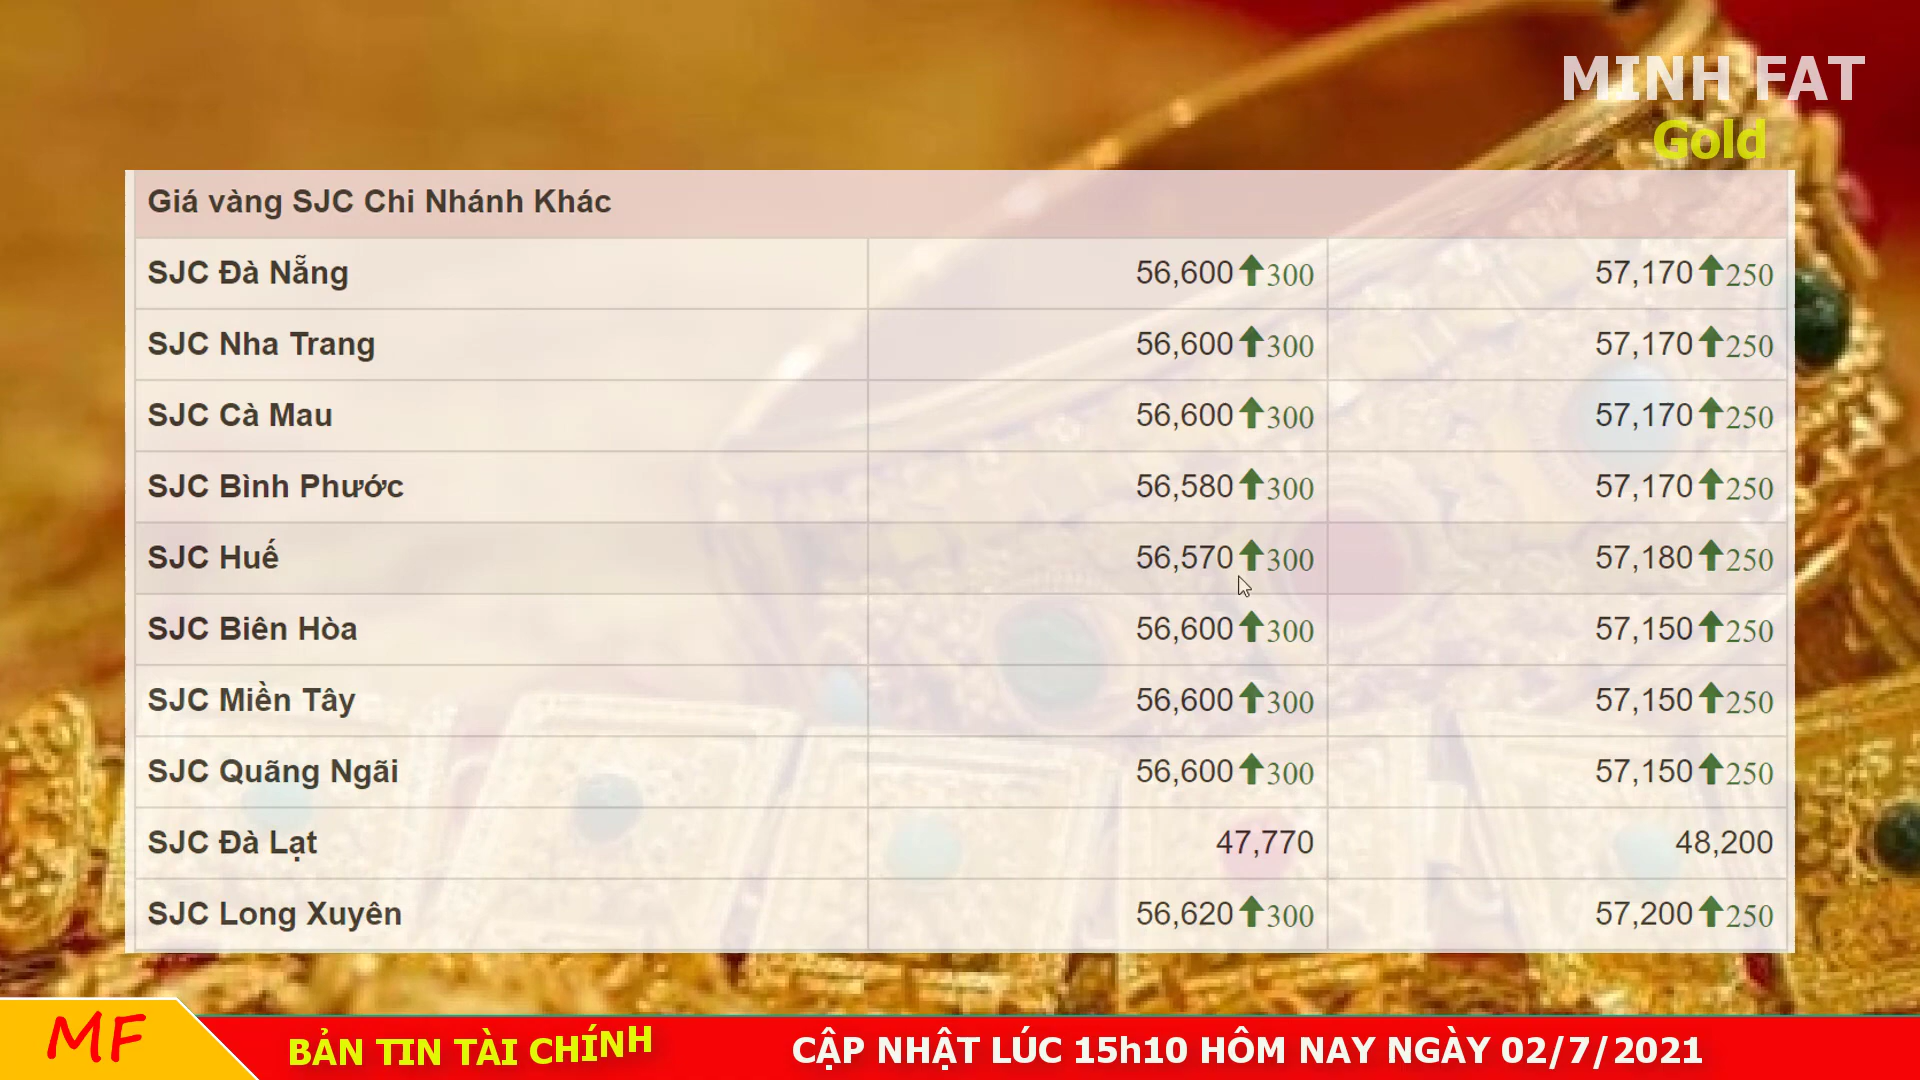 MINH FAT
Gold
Giá vàng SJC Chi Nhánh Khác
SJC Đà Nẵng 56,600 300 57,170 250
SJC Nha Trang 56,600 300 57,170 250
SJC Cà Mau 56,600 300 57,170 250
SJC Bình Phước 56,580 300 57,170 250
SJC Huế 56,570 300 57,180 250
SJC Biên Hòa 56,600 300 57,150 250
SJC Miền Tây 56,600 300 57,150 250
SJC Quãng Ngãi 56,600 300 57,150 250
SJC Đà Lạt 47,770 48,200
SJC Long Xuyên 56,620 300 57,200 250
MF BẢN TIN TÀI CHÍNH CẬP NHẬT LÚC 15h10 HÔM NAY NGÀY 02/7/2021